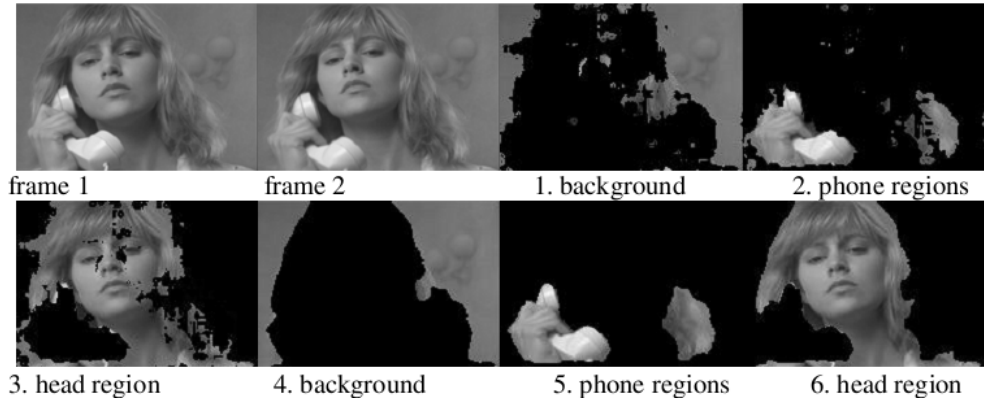 frame 1
frame 2
1. background
2. phone regions
3. head region
4. background
5. phone regions
6. head region